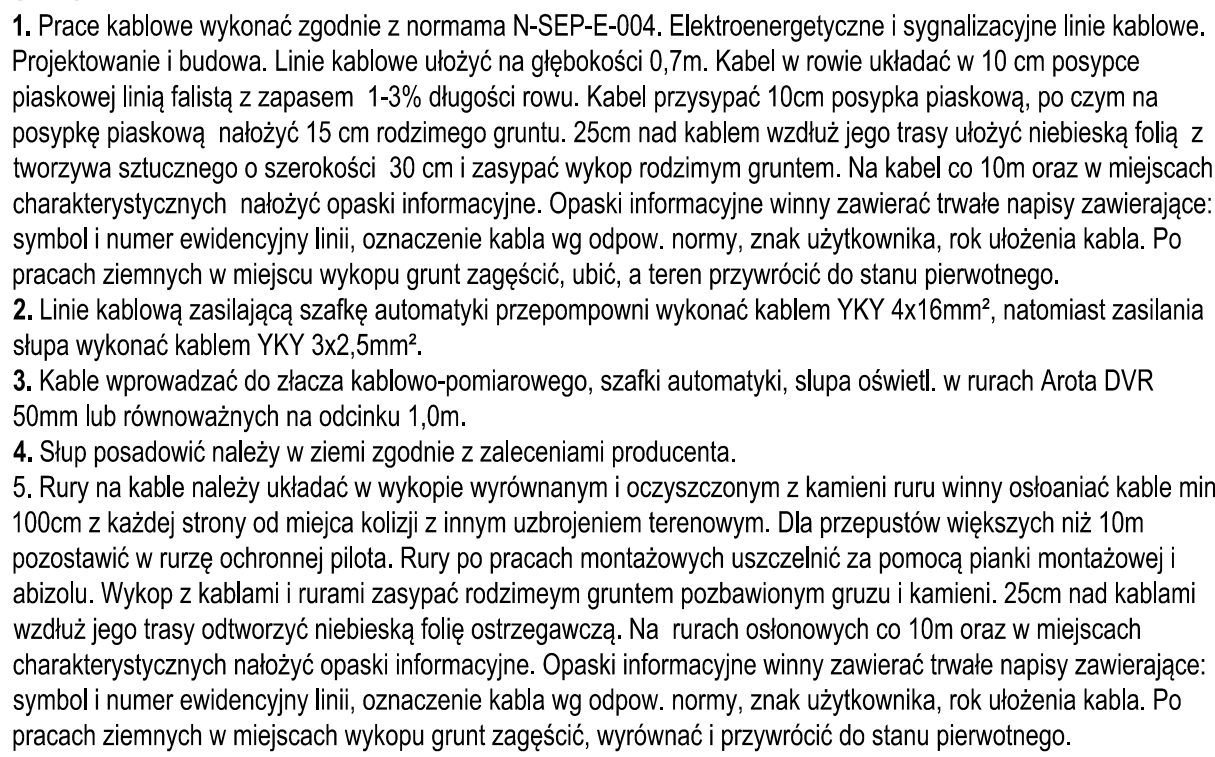 1. Prace kablowe wykonać zgodnie z normama N-SEP-E-004. Elektroenergetyczne i sygnalizacyjne linie kablowe.
Projektowanie i budowa. Linie kablowe ułożyć na głębokości 0,7m. Kabel w rowie układać w 10 cm posypce
piaskowej linią falistą z zapasem 1-3% długości rowu. Kabel przysypać 10cm posypka piaskową, po czym na
posypkę piaskową nałożyć 15 cm rodzimego gruntu. 25cm nad kablem wzdłuż jego trasy ułożyć niebieską folią z
tworzywa sztucznego o szerokości 30 cm i zasypać wykop rodzimym gruntem. Na kabel co 10m oraz w miejscach
charakterystycznych nałożyć opaski informacyjne. Opaski informacyjne winny zawierać trwałe napisy zawierające:
symbol i numer ewidencyjny linii, oznaczenie kabla wg odpow. normy, znak użytkownika, rok ułożenia kabla. Po
pracach ziemnych w miejscu wykopu grunt zagęścić, ubić, a teren przywrócić do stanu pierwotnego.
2. Linie kablową zasilającą szafkę automatyki przepompowni wykonać kablem YKY 4x16mm², natomiast zasilania
słupa wykonać kablem YKY 3x2,5mm².
3. Kable wprowadzać do złacza kablowo-pomiarowego, szafki automatyki, slupa oświetl. w rurach Arota DVR
50mm lub równoważnych na odcinku 1,0m.
4. Słup posadowić należy w ziemi zgodnie z zaleceniami producenta.
5. Rury na kable należy układać w wykopie wyrównanym i oczyszczonym z kamieni ruru winny osłoaniać kable min
100cm z każdej strony od miejca kolizji z innym uzbrojeniem terenowym. Dla przepustów większych niż 10m
pozostawić w rurzę ochronnej pilota. Rury po pracach montażowych uszczelnić za pomocą pianki montażowej i
abizolu. Wykop z kablami i rurami zasypać rodzimeym gruntem pozbawionym gruzu i kamieni. 25cm nad kablami
wzdłuż jego trasy odtworzyć niebieską folię ostrzegawczą. Na rurach osłonowych co 10m oraz w miejscach
charakterystycznych nałożyć opaski informacyjne. Opaski informacyjne winny zawierać trwałe napisy zawierające:
symbol i numer ewidencyjny linii, oznaczenie kabla wg odpow. normy, znak użytkownika, rok ułożenia kabla. Po
pracach ziemnych w miejscach wykopu grunt zagęścić, wyrównać i przywrócić do stanu pierwotnego.